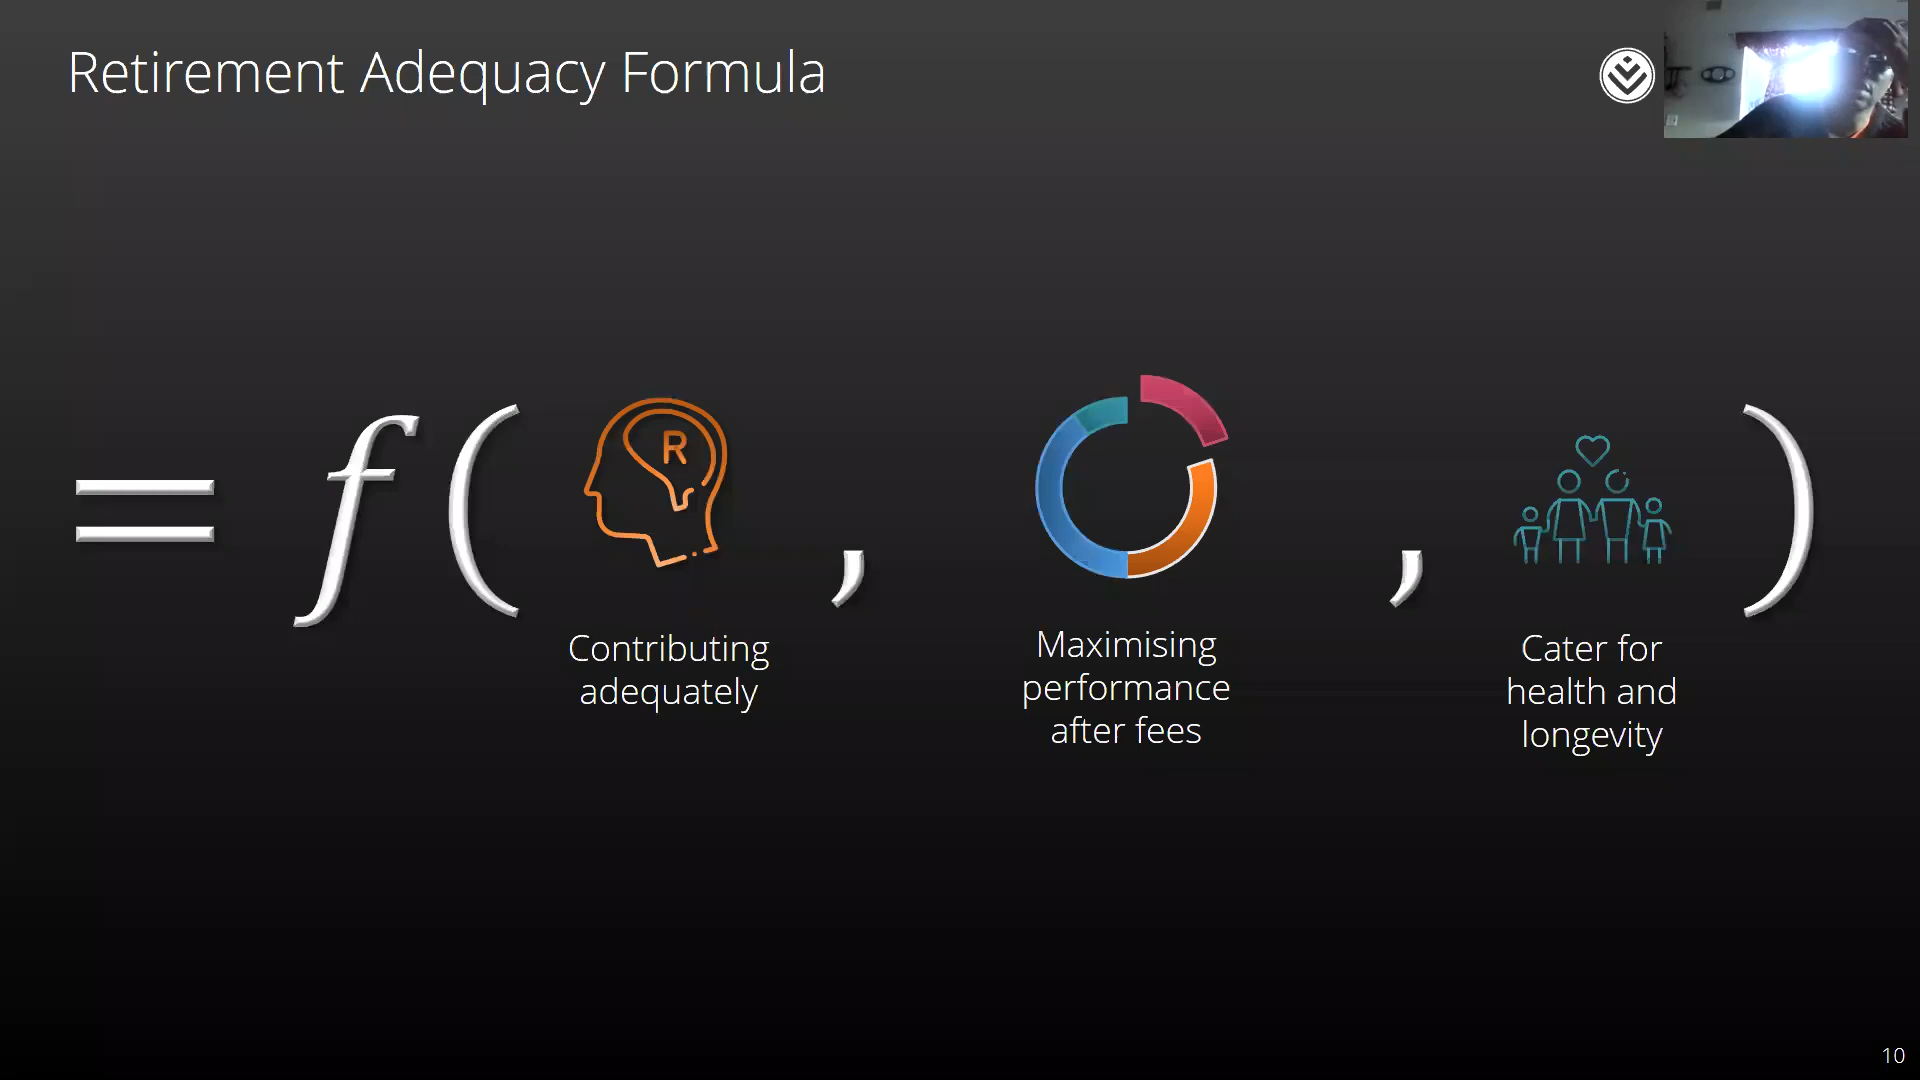 Retirement Adequacy Formula
= f ( R , , )
Contributing
adequately
Maximising
performance
after fees
Cater for
health and
longevity
10